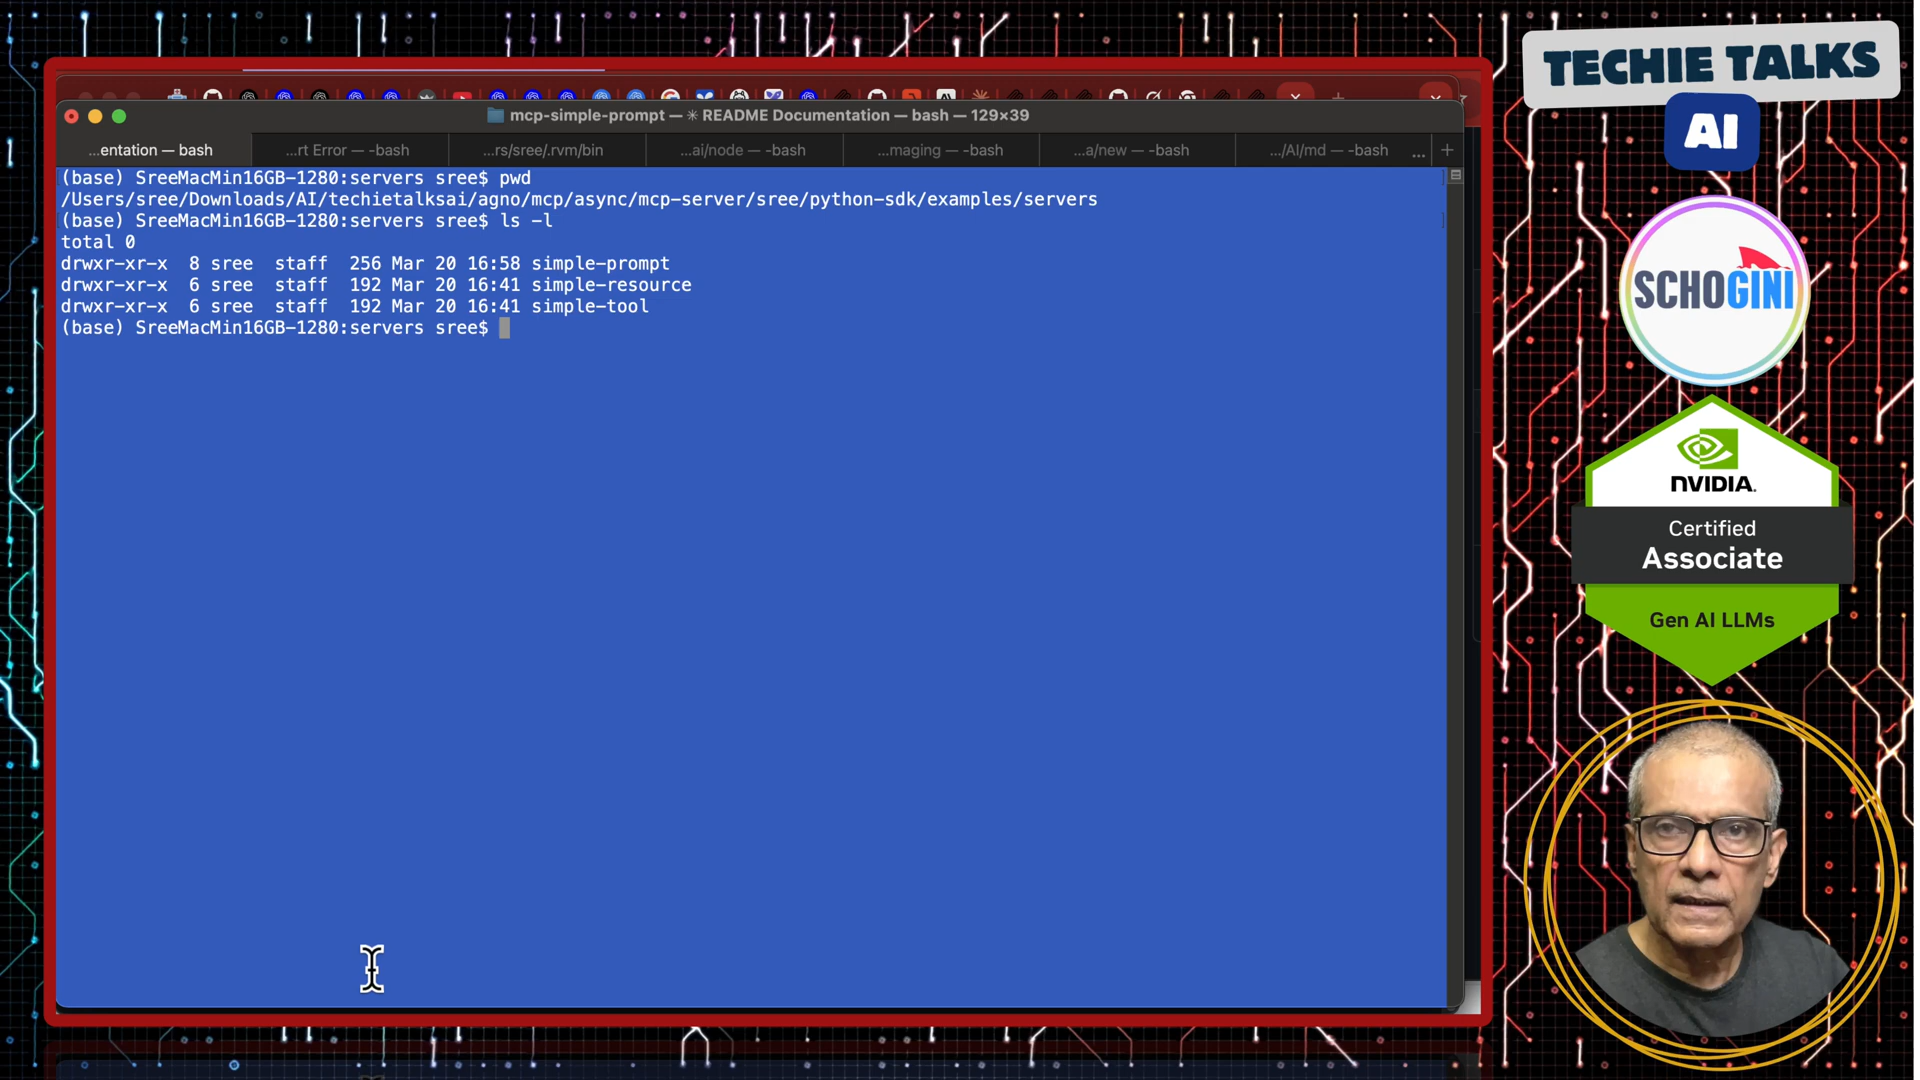 TECHIE TALKS
AI
mcp-simple-prompt — ✳ README Documentation — bash — 129×39
...entation — bash
...rt Error — -bash
...rs/sree/.rvm/bin
...ai/node — -bash
...maging — -bash
...a/new — -bash
.../AI/md — -bash
...
+
(base) SreeMacMin16GB-1280:servers sree$ pwd
/Users/sree/Downloads/AI/techietalksai/agno/mcp/async/mcp-server/sree/python-sdk/examples/servers
(base) SreeMacMin16GB-1280:servers sree$ ls -l
total 0
drwxr-xr-x  8 sree  staff  256 Mar 20 16:58 simple-prompt
drwxr-xr-x  6 sree  staff  192 Mar 20 16:41 simple-resource
drwxr-xr-x  6 sree  staff  192 Mar 20 16:41 simple-tool
(base) SreeMacMin16GB-1280:servers sree$
SCHOGINI
NVIDIA.
Certified
Associate
Gen AI LLMs